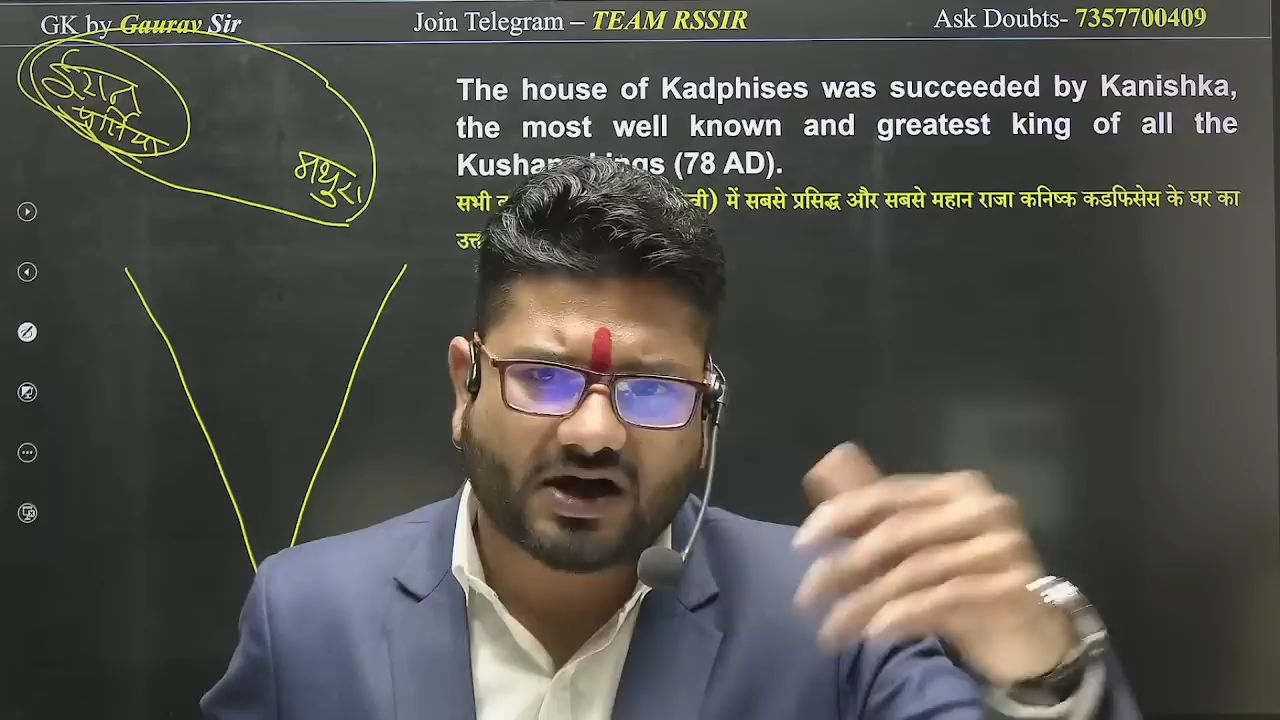 GK by Gaurav Sir
Join Telegram – TEAM RSSIR
Ask Doubts- 7357700409
ईरान
पार्थिया
मथुरा
The house of Kadphises was succeeded by Kanishka,
the most well known and greatest king of all the
(78 AD).
सभी में सबसे प्रसिद्ध और सबसे महान राजा कनिष्क कडफिसेस के घर का